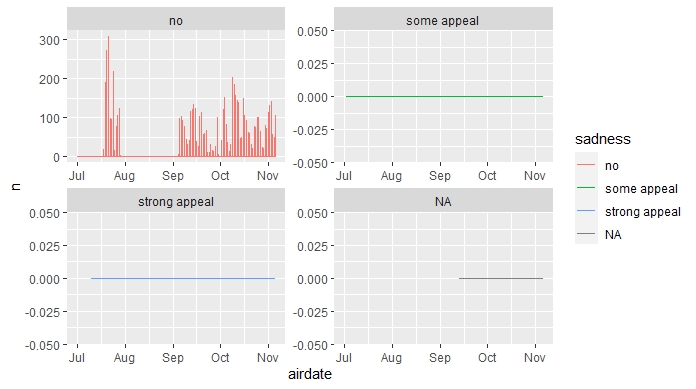 no
some appeal
300
200
100
0
Jul Aug Sep Oct Nov
0.050
0.025
0.000
-0.025
-0.050
Jul Aug Sep Oct Nov
strong appeal
NA
0.050
0.025
0.000
-0.025
-0.050
Jul Aug Sep Oct Nov
0.050
0.025
0.000
-0.025
-0.050
Jul Aug Sep Oct Nov
n
airdate
sadness
no
some appeal
strong appeal
NA